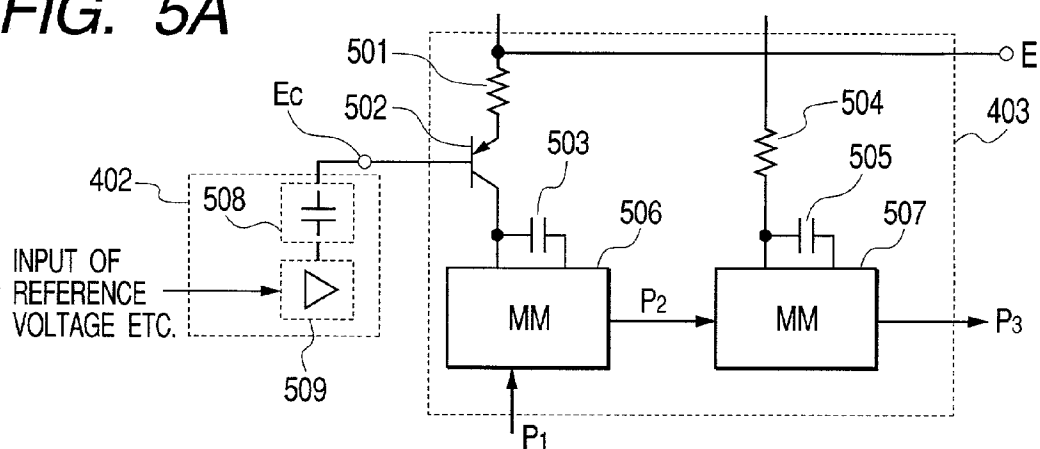 FIG. 5A
501
E
Ec
502
504
403
503
505
402
508
506
507
INPUT OF
REFERENCE
VOLTAGE ETC.
MM
P2
MM
P3
509
P1